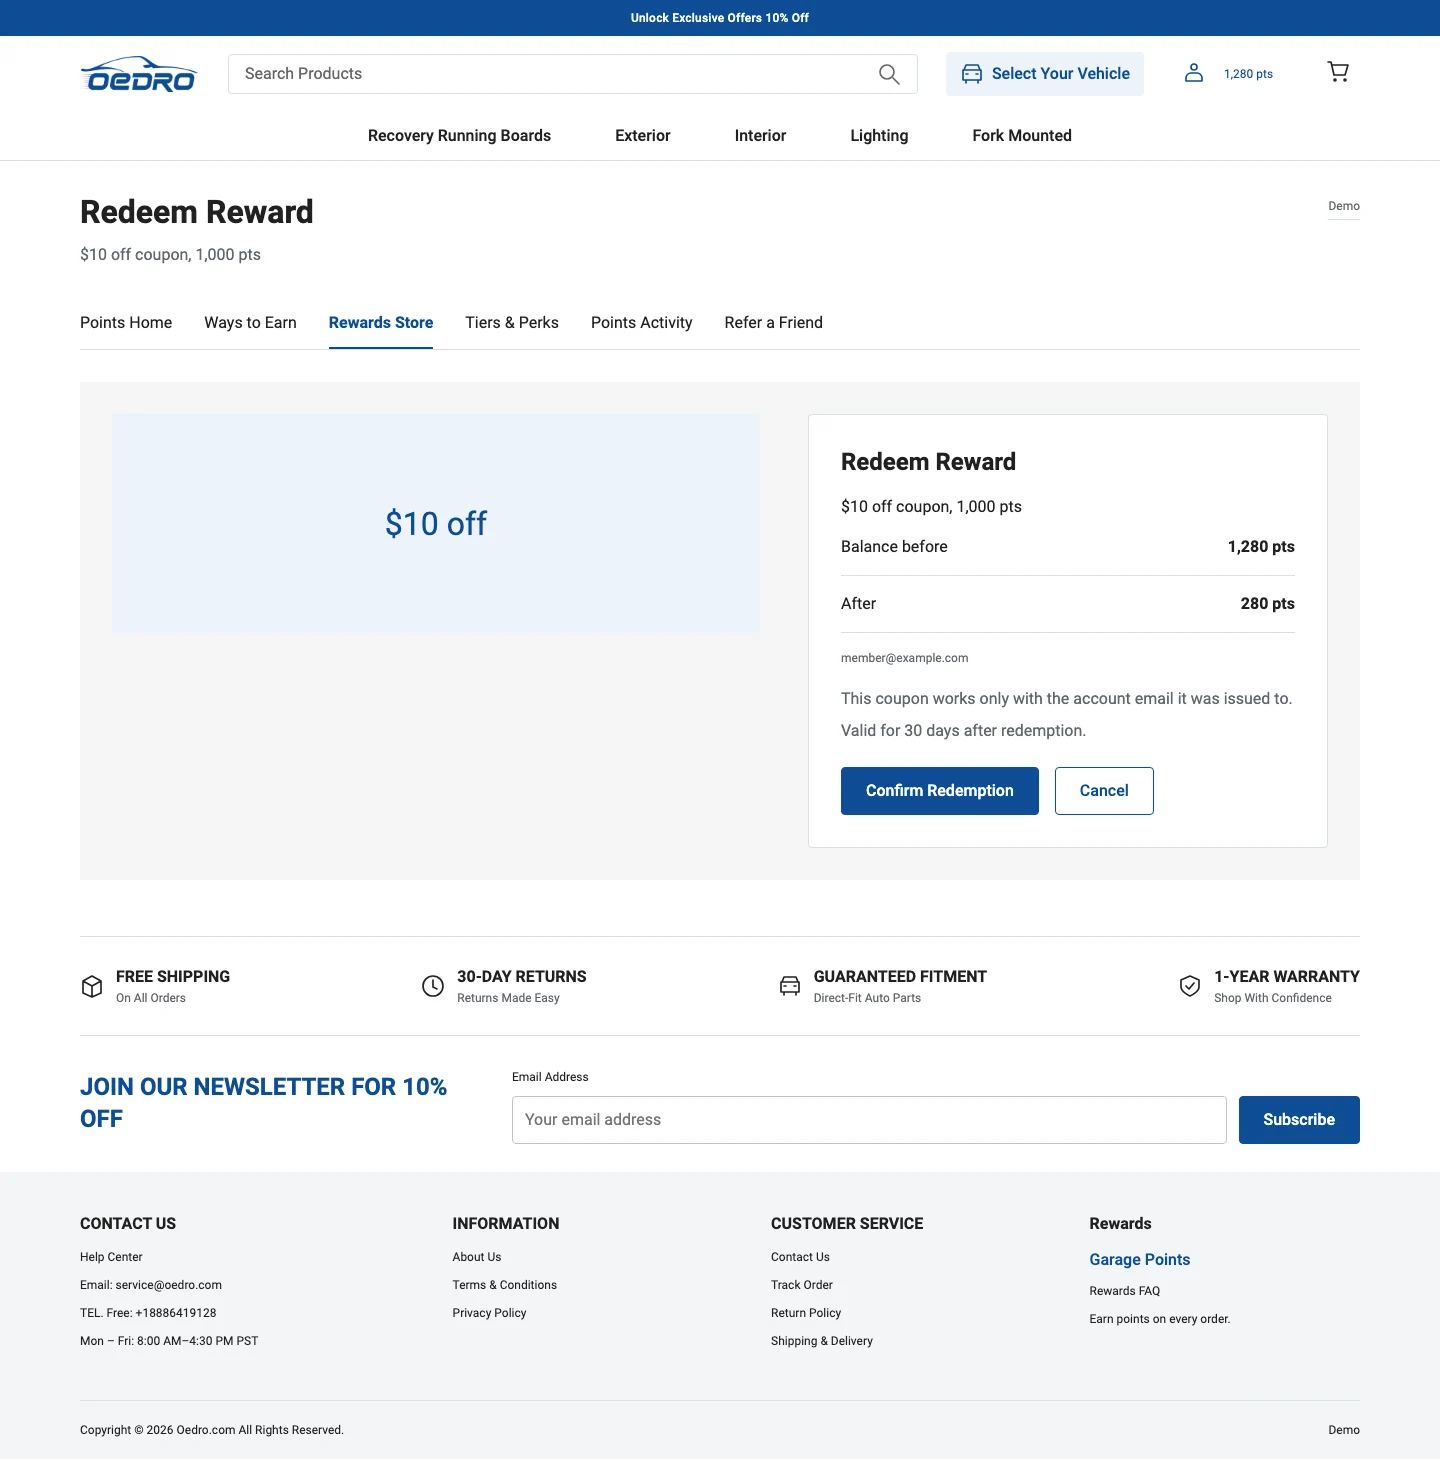 Unlock Exclusive Offers 10% Off
OEDRO
Search Products
Select Your Vehicle
1,280 pts
Recovery Running Boards
Exterior
Interior
Lighting
Fork Mounted
Redeem Reward
Demo
$10 off coupon, 1,000 pts
Points Home
Ways to Earn
Rewards Store
Tiers & Perks
Points Activity
Refer a Friend
$10 off
Redeem Reward
$10 off coupon, 1,000 pts
Balance before
1,280 pts
After
280 pts
member@example.com
This coupon works only with the account email it was issued to.
Valid for 30 days after redemption.
Confirm Redemption
Cancel
FREE SHIPPING
On All Orders
30-DAY RETURNS
Returns Made Easy
GUARANTEED FITMENT
Direct-Fit Auto Parts
1-YEAR WARRANTY
Shop With Confidence
JOIN OUR NEWSLETTER FOR 10%
OFF
Email Address
Your email address
Subscribe
CONTACT US
Help Center
Email: service@oedro.com
TEL. Free: +18886419128
Mon – Fri: 8:00 AM–4:30 PM PST
INFORMATION
About Us
Terms & Conditions
Privacy Policy
CUSTOMER SERVICE
Contact Us
Track Order
Return Policy
Shipping & Delivery
Rewards
Garage Points
Rewards FAQ
Earn points on every order.
Copyright © 2026 Oedro.com All Rights Reserved.
Demo